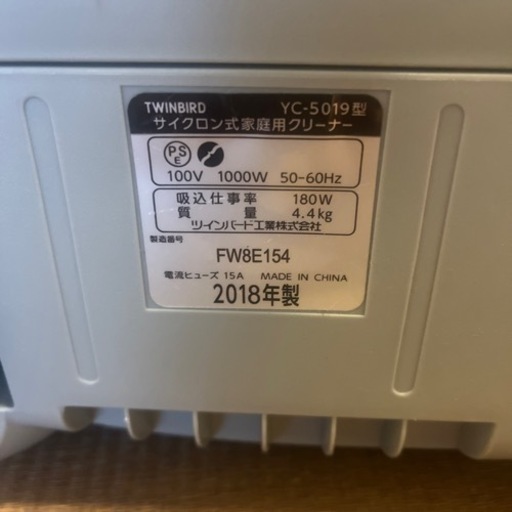 TWINBIRD YC-5019型
サイクロン式家庭用クリーナー
PSE
100V 1000W 50-60Hz
吸込仕事率 180W
質量 4.4kg
ツインバード工業株式会社
製造番号
FW8E154
電流ヒューズ 15A MADE IN CHINA
2018年製